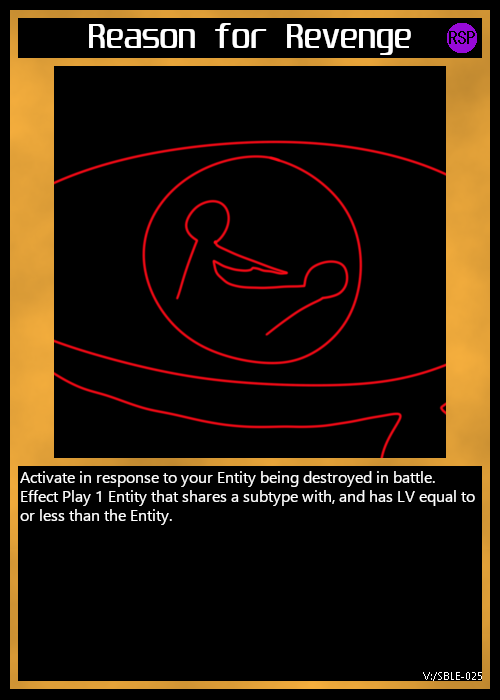 Reason for Revenge
RSP
Activate in response to your Entity being destroyed in battle.
Effect Play 1 Entity that shares a subtype with, and has LV equal to
or less than the Entity.
V:/SBLE-025